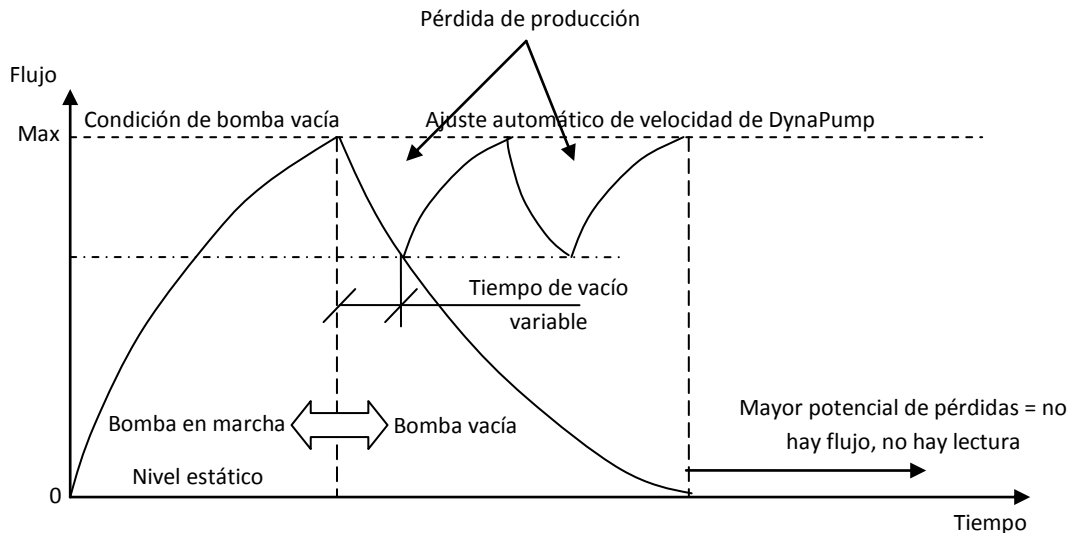 Pérdida de producción
Flujo
Condición de bomba vacía
Ajuste automático de velocidad de DynaPump
Max
Tiempo de vacío
variable
Bomba en marcha
Bomba vacía
Mayor potencial de pérdidas = no
hay flujo, no hay lectura
Nivel estático
0
Tiempo